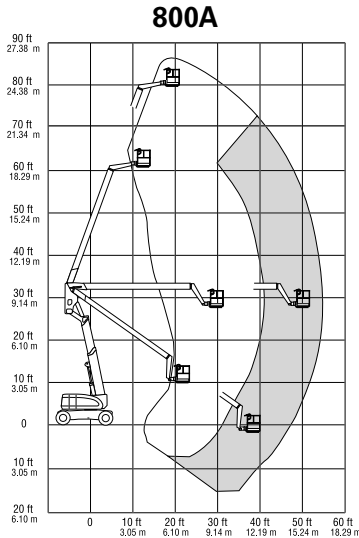 800A
90 ft
27.38 m
80 ft
24.38 m
70 ft
21.34 m
60 ft
18.29 m
50 ft
15.24 m
40 ft
12.19 m
30 ft
9.14 m
20 ft
6.10 m
10 ft
3.05 m
0
10 ft
3.05 m
20 ft
6.10 m
0 10 ft 20 ft 30 ft 40 ft 50 ft 60 ft
3.05 m 6.10 m 9.14 m 12.19 m 15.24 m 18.29 m